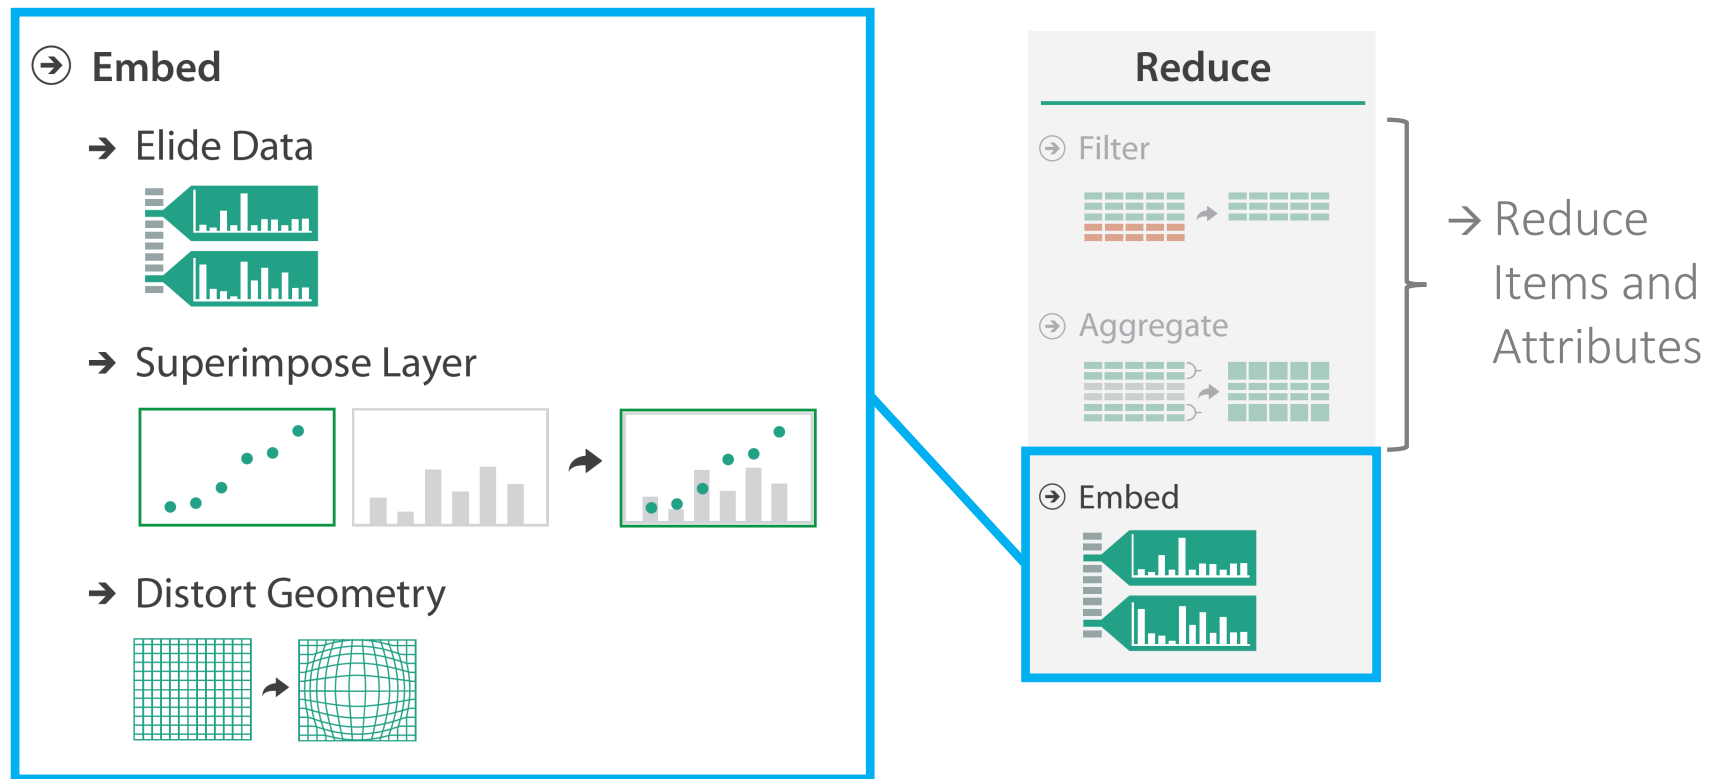 Embed
Elide Data
Superimpose Layer
Distort Geometry
Reduce
Filter
Aggregate
Embed
Reduce
Items and
Attributes